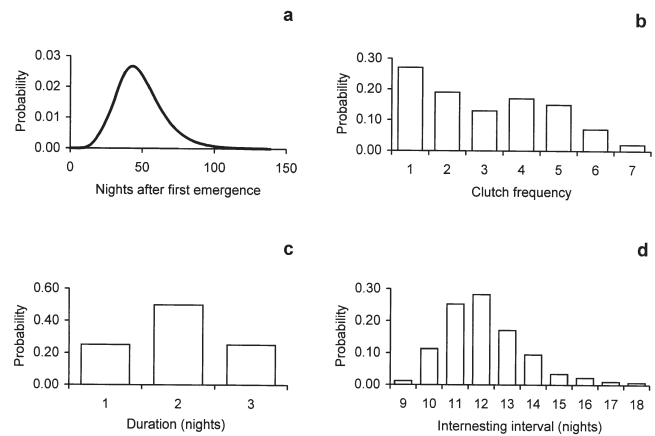 a
0.03
0.02
0.01
0.00
Probability
0 50 100 150
Nights after first emergence
b
0.30
0.20
0.10
0.00
Probability
1 2 3 4 5 6 7
Clutch frequency
c
0.60
0.40
0.20
0.00
Probability
1 2 3
Duration (nights)
d
0.30
0.20
0.10
0.00
Probability
9 10 11 12 13 14 15 16 17 18
Internesting interval (nights)